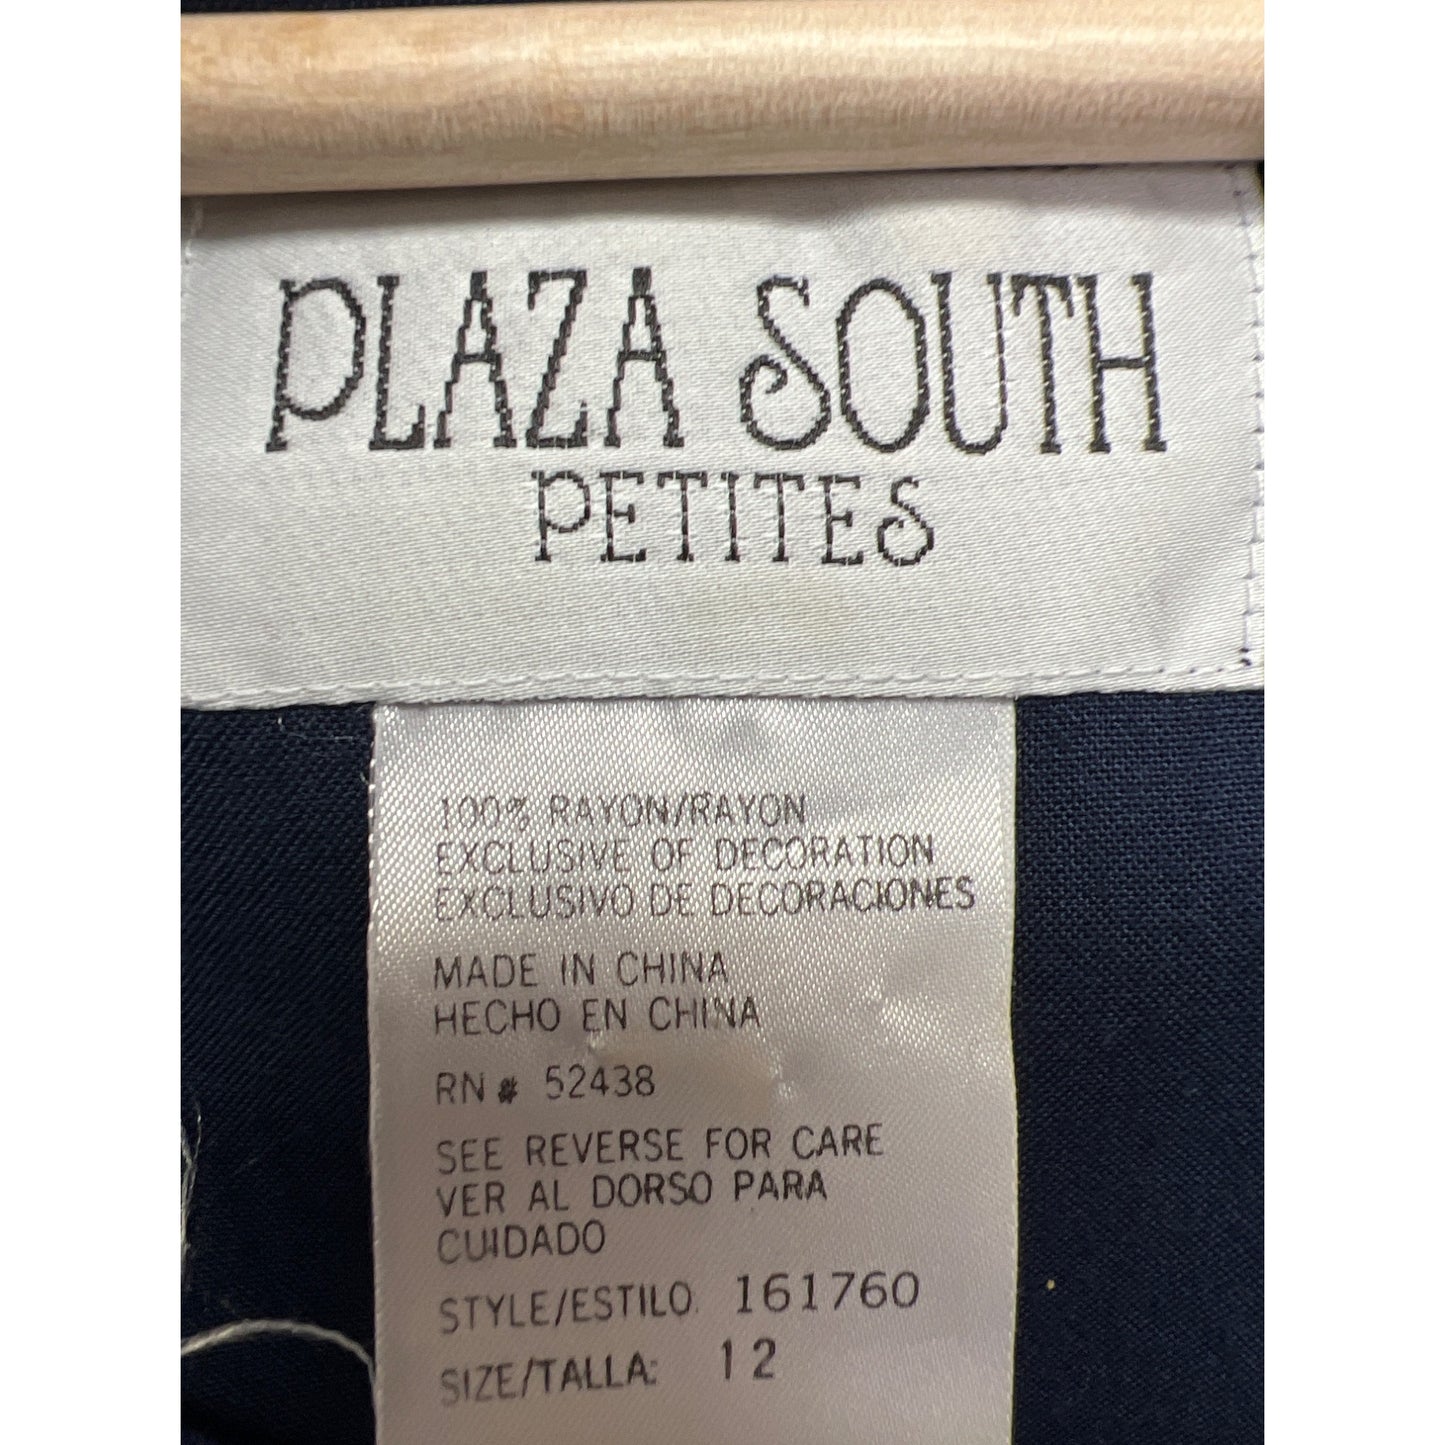 PLAZA SOUTH
PETITES
100% RAYON/RAYON
EXCLUSIVE OF DECORATION
EXCLUSIVO DE DECORACIONES
MADE IN CHINA
HECHO EN CHINA
RN # 52438
SEE REVERSE FOR CARE
VER AL DORSO PARA
CUIDADO
STYLE/ESTILO. 161760
SIZE/TALLA: 12